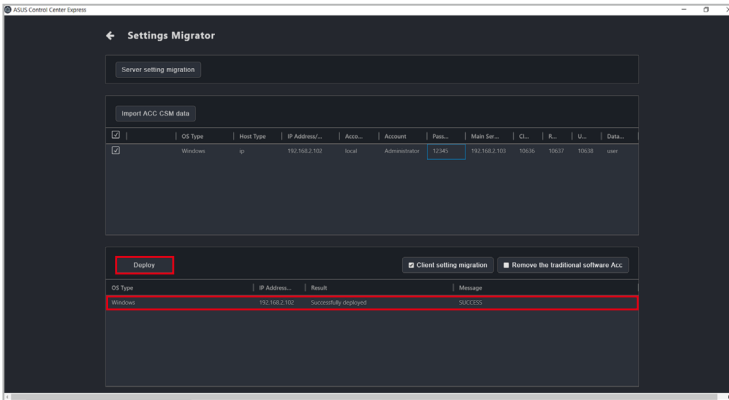 ASUS Control Center Express
Settings Migrator
Server setting migration
Import ACC CSM data
OS Type Host Type IP Address/... Acco... Account Pass... Main Ser... Cl... R... U... Data...
Windows ip 192.168.2.102 local Administrator 12345 192.168.2.103 10636 10637 10638 user
Deploy Client setting migration Remove the traditional software Acc
OS Type IP Address... Result Message
Windows 192.168.2.102 Successfully deployed SUCCESS